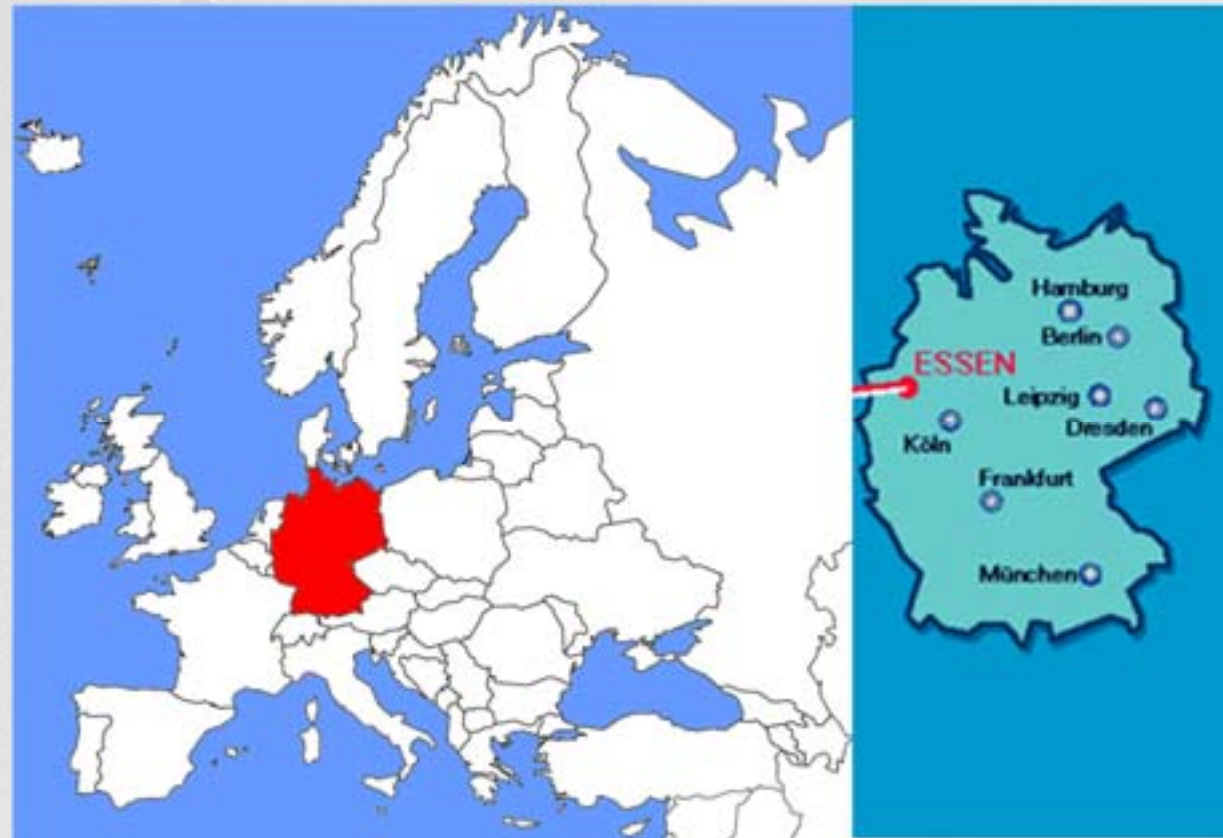 Hamburg
Berlin
ESSEN
Leipzig
Dresden
Köln
Frankfurt
München